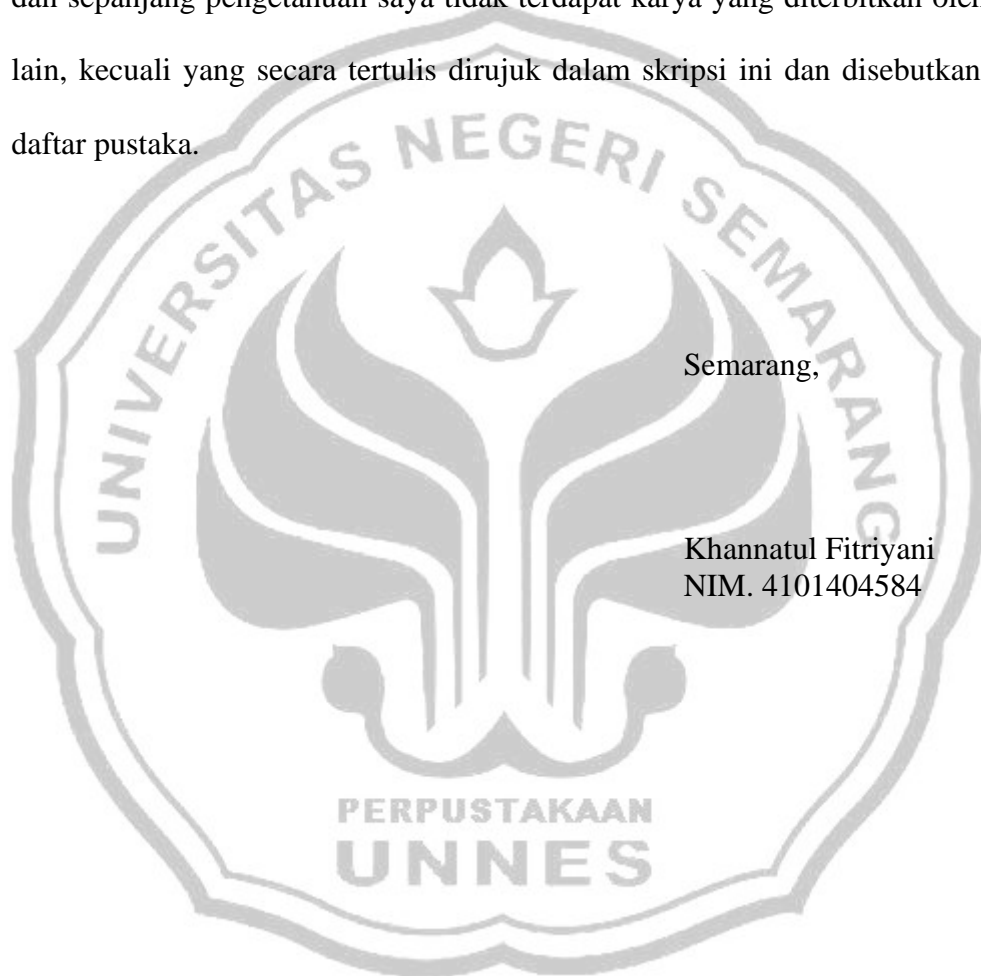 dan sepanjang pengetahuan saya tidak terdapat karya yang diterbitkan oleh
lain, kecuali yang secara tertulis dirujuk dalam skripsi ini dan disebutkan
daftar pustaka.
UNIVERSITAS NEGERI SEMARANG
Semarang,
Khannatul Fitriyani
NIM. 4101404584
PERPUSTAKAAN
UNNES